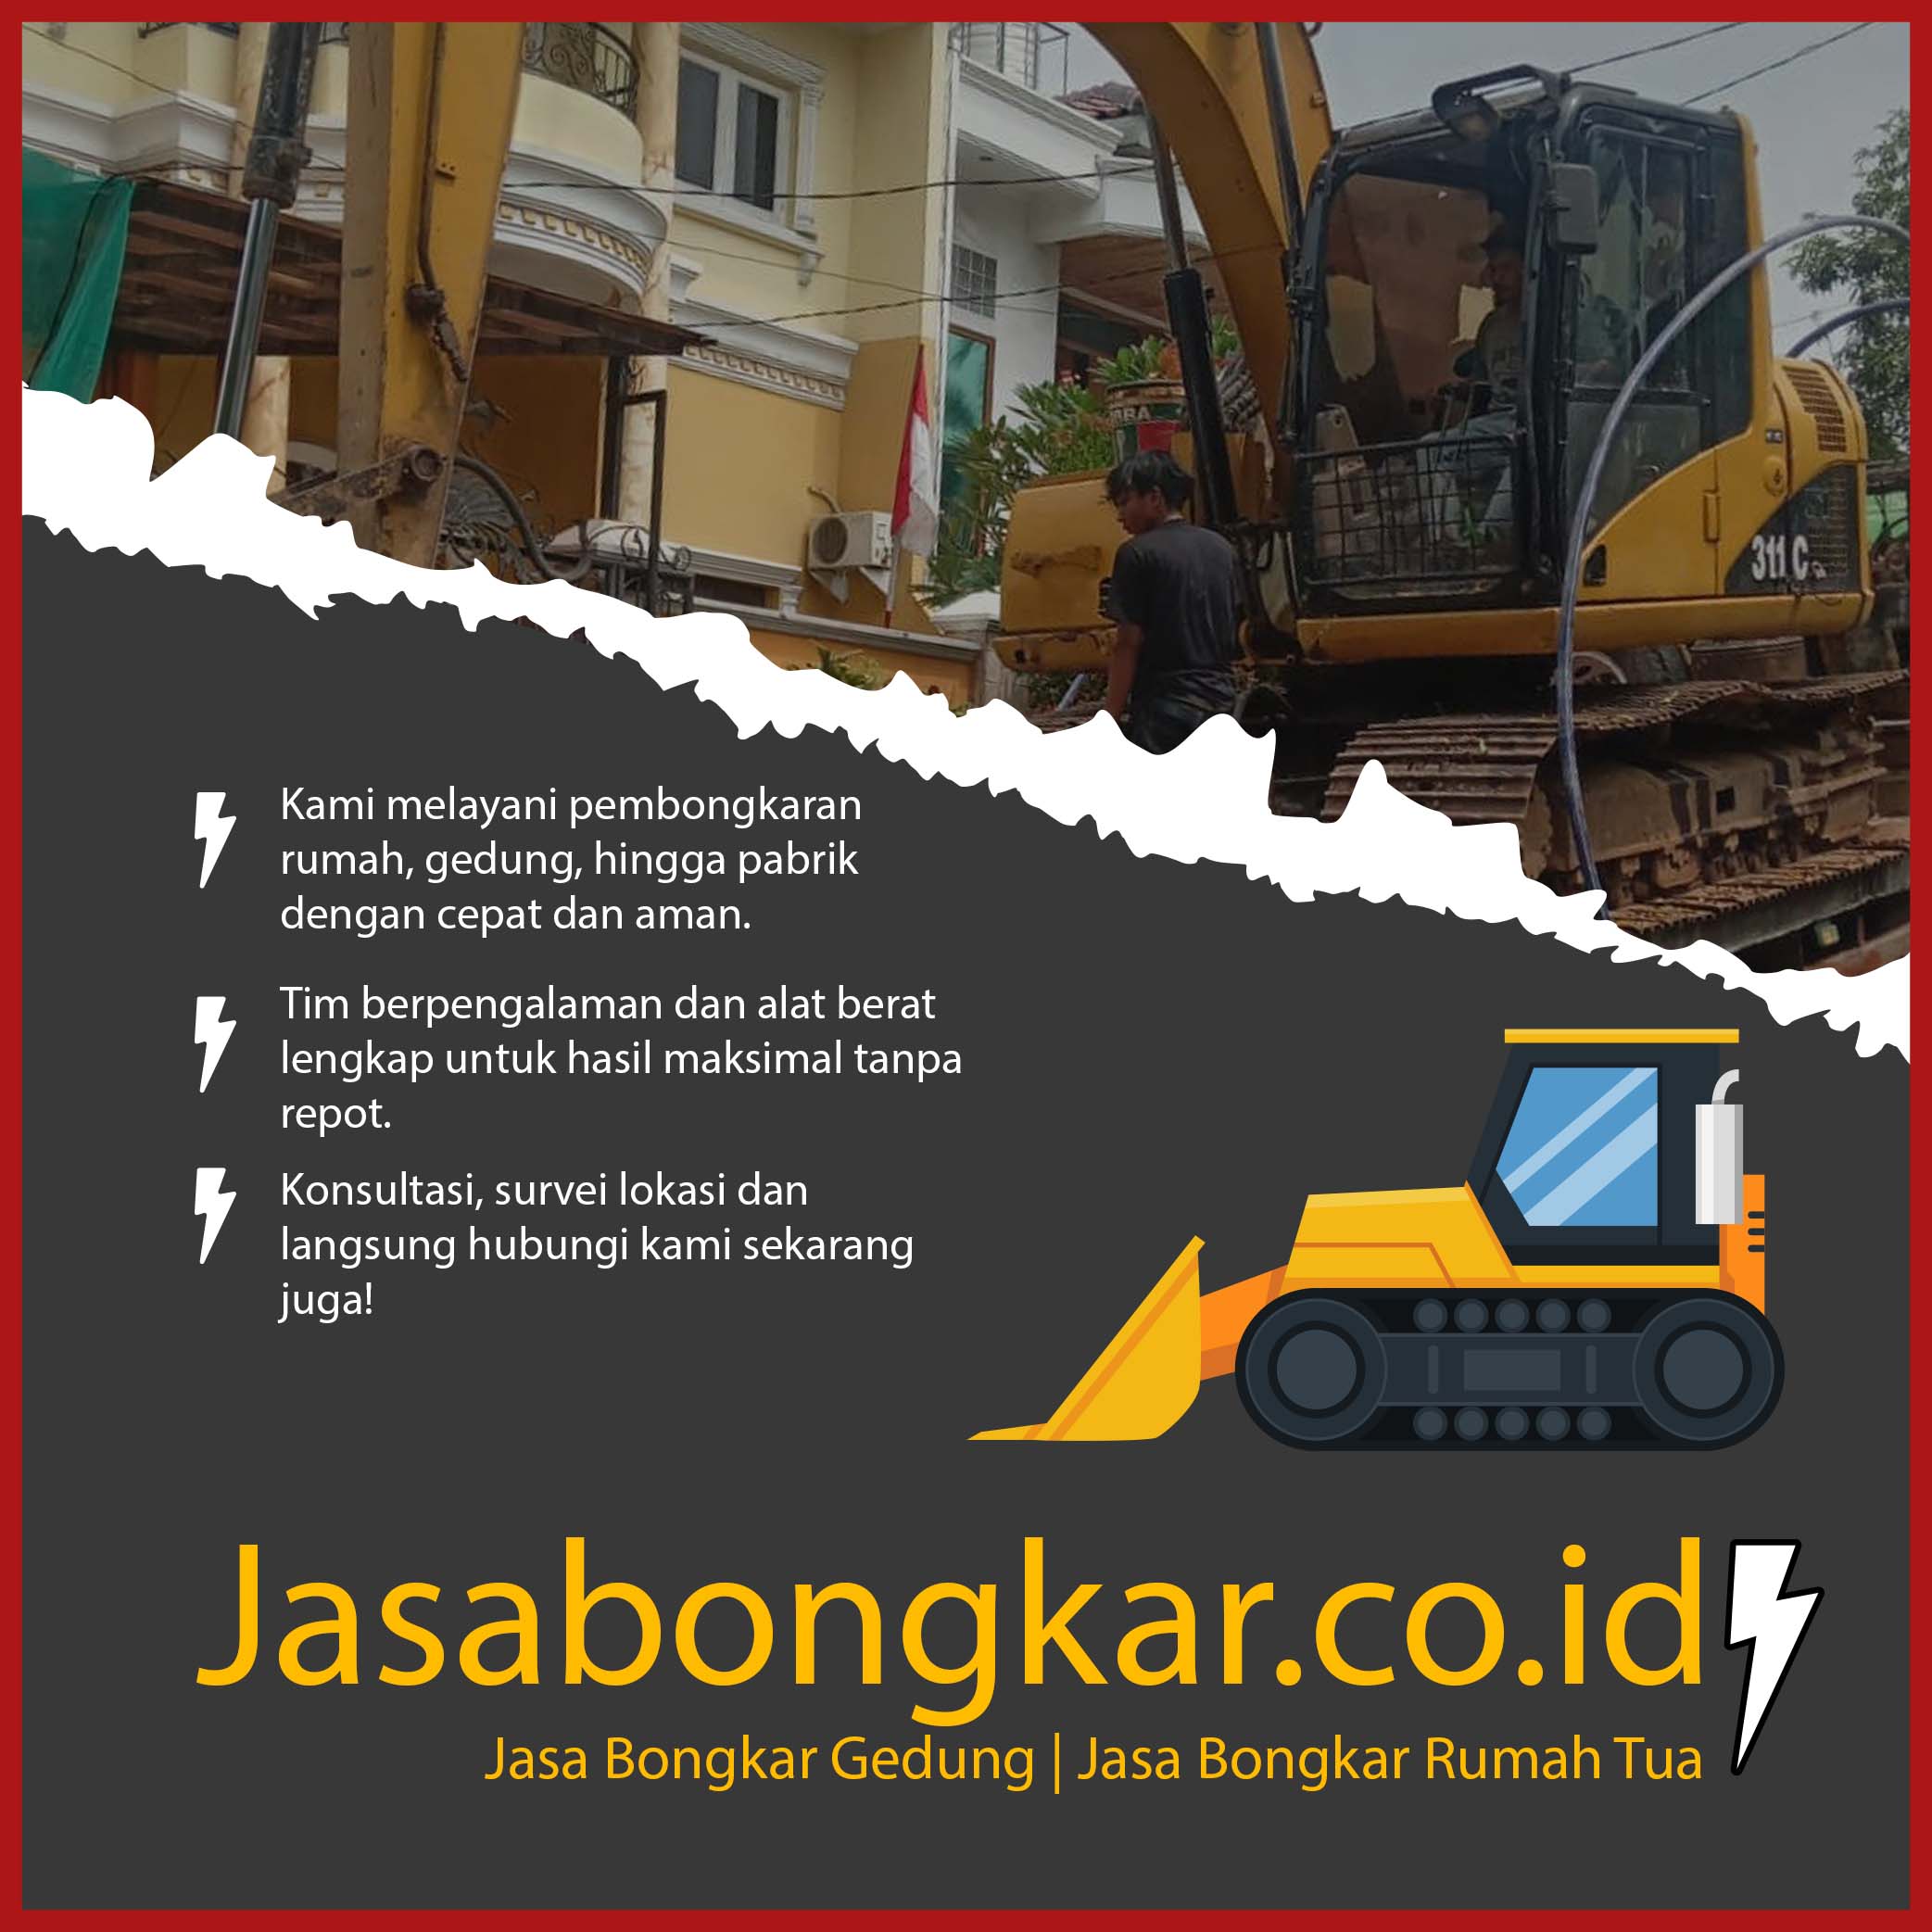 311 C
Kami melayani pembongkaran
rumah, gedung, hingga pabrik
dengan cepat dan aman.
Tim berpengalaman dan alat berat
lengkap untuk hasil maksimal tanpa
repot.
Konsultasi, survei lokasi dan
langsung hubungi kami sekarang
juga!
Jasabongkar.co.id
Jasa Bongkar Gedung | Jasa Bongkar Rumah Tua